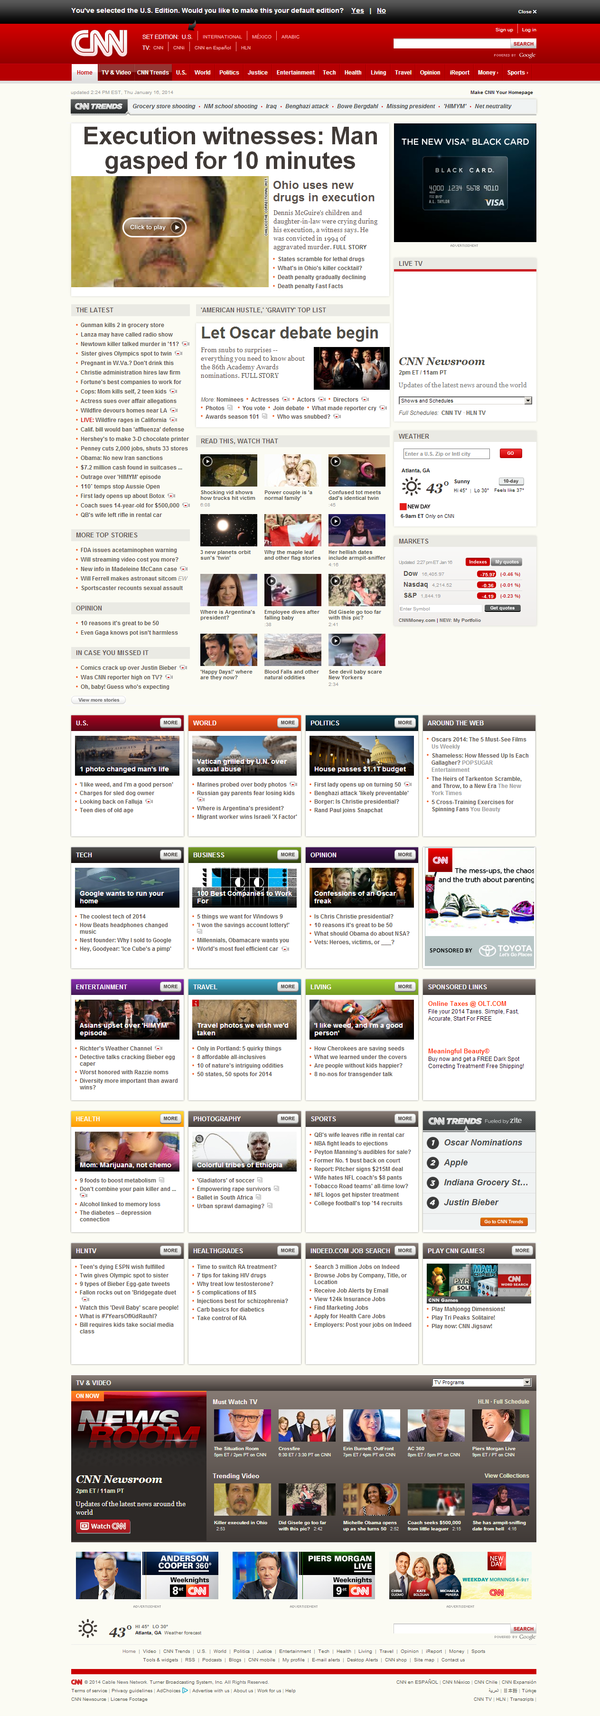 You've selected the U.S. Edition. Would you like to make this your default edition? Yes | No
Close
CNN
SET EDITION: U.S. INTERNATIONAL MÉXICO ARABIC
TV: CNN CNNi CNN en Español HLN
Sign up Log in
SEARCH
POWERED BY Google
Home TV & Video CNN Trends U.S. World Politics Justice Entertainment Tech Health Living Travel Opinion iReport Money Sports
Make CNN Your Homepage
CNN TRENDS Grocery store shooting • NM school shooting • Iraq • Benghazi attack • Bowe Bergdahl • Missing president • 'HIMYM' • Net neutrality
Execution witnesses: Man
gasped for 10 minutes
Click to play
Ohio uses new
drugs in execution
Dennis McGuire's children and
daughter-in-law were crying during
his execution, a witness says. He
was convicted in 1994 of
aggravated murder. FULL STORY
States scramble for lethal drugs
What's in Ohio's killer cocktail?
Death penalty gradually declining
Death penalty Fast Facts
THE NEW VISA BLACK CARD
BLACK CARD.
VISA
LIVE TV
CNN Newsroom
2pm ET / 11am PT
Updates of the latest news around the world
Shows and Schedules
Full Schedules: CNN TV HLN TV
WEATHER
Enter a U.S. Zip or Intl city GO
Atlanta, GA
43° Sunny
Hi 45° Lo 30°
10-day
Feels like 37°
NEW DAY
6-9am ET Only on CNN
MARKETS
Indexes My quotes
Dow
Nasdaq
S&P
Enter Symbol Get quotes
CNNMoney.com | NEW: My Portfolio
THE LATEST
Gunman kills 2 in grocery store
Lanza may have called radio show
Newtown killer talked murder in '11?
Sister gives Olympics spot to twin
Pregnant in W.Va.? Don't drink this
Christie administration hires law firm
Fortune's best companies to work for
Cops: Mom kills self, 2 teen kids
Actress sues over affair allegations
Wildfire devours homes near LA
LIVE: Wildfire rages in California
Calif. bill would ban 'affluenza' defense
Hershey's to make 3-D chocolate printer
Penney cuts 2,000 jobs, shuts 33 stores
Obama: No new Iran sanctions
$7.2 million cashed found in suitcases ...
Outrage over 'HIMYM' episode
110° temps stop Aussie Open
First lady opens up about Botox
Coach sues 14-year-old for $500,000
QB's wife left rifle in rental car
MORE TOP STORIES
FDA issues acetaminophen warning
Will streaming video cost you more?
New info in Madeleine McCann case
Will Ferrell makes astronaut sitcom EW
Sportscaster recounts sexual assault
OPINION
10 reasons it's great to be 50
Even Gaga knows pot isn't harmless
IN CASE YOU MISSED IT
Comics crack up over Justin Bieber
Was CNN reporter high on TV?
Oh, baby! Guess who's expecting
View more stories
'AMERICAN HUSTLE,' 'GRAVITY' TOP LIST
Let Oscar debate begin
From snubs to surprises --
everything you need to know about
the 86th Academy Awards
nominations. FULL STORY
More Nominees • Actresses • Actors • Directors
Photos • You vote • Join debate • What made reporter cry
Awards season 101 • Who was snubbed?
READ THIS, WATCH THAT
Shocking vid shows how trucks hit victim
Power couple is 'a normal family'
Confused tot meets dad's identical twin
3 new planets orbit sun's 'twin'
Why the maple leaf and other flag stories
Her hellish dates include armpit-sniffer
Where is Argentina's president?
Employee dives after falling baby
Did Gisele go too far with this pic?
'Happy Days!' where are they now?
Blood Falls and other natural oddities
See devil baby scare New Yorkers
U.S. MORE
1 photo changed man's life
'I like weed, and I'm a good person'
Charges for sled dog owner
Looking back on Falluja
Teen dies of old age
WORLD MORE
Vatican grilled by U.N. over sexual abuse
Marines probed over body photos
Russian gay parents fear losing kids
Where is Argentina's president?
Migrant worker wins Israeli 'X Factor'
POLITICS MORE
House passes $1.1T budget
First lady opens up on turning 50
Benghazi attack 'likely preventable'
Borger: Is Christie presidential?
Rand Paul joins Snapchat
AROUND THE WEB
Oscars 2014: The 5 Must-See Films Us Weekly
Shameless: How Messed Up Is Each Gallagher? POPSUGAR Entertainment
The Heirs of Tarkenton Scramble, and Throw, to a New Era The New York Times
5 Cross-Training Exercises for Spinning Fans You Beauty
TECH MORE
Google wants to run your home
The coolest tech of 2014
How Beats headphones changed music
Nest founder: Why I sold to Google
Hey, Goodyear: 'Ice Cube's a pimp'
BUSINESS MORE
100 Best Companies to Work For
5 things we want for Windows 9
'I won the savings account lottery!'
Millennials, Obamacare wants you
World's most fuel efficient car
OPINION MORE
Confessions of an Oscar freak
Is Chris Christie presidential?
10 reasons it's great to be 50
What should Obama do about NSA?
Vets: Heroes, victims, or ___?
CNN
The mess-ups, the chaos
and the truth about parenting
SPONSORED BY TOYOTA
Let's Go Places
ENTERTAINMENT MORE
Asians upset over 'HIMYM' episode
Richter's Weather Channel
Detective talks cracking Bieber egg caper
Worst honored with Razzie noms
Diversity more important than award wins?
TRAVEL MORE
Travel photos we wish we'd taken
Only in Portland: 5 quirky things
8 affordable all-inclusives
10 of nature's intriguing oddities
50 states, 50 spots for 2014
LIVING MORE
'I like weed, and I'm a good person'
How Cherokees are saving seeds
What we learned under the covers
Are people without kids happier?
8 no-nos for transgender talk
SPONSORED LINKS
Online Taxes @ OLT.COM
File your 2014 Taxes. Simple, Fast, Accurate, Start For FREE
Meaningful Beauty®
Buy now and get a FREE Dark Spot Correcting Treatment! Free Shipping!
HEALTH MORE
Mom: Marijuana, not chemo
9 foods to boost metabolism
Don't combine your pain killer and ...
Alcohol linked to memory loss
The diabetes -- depression connection
PHOTOGRAPHY MORE
Colorful tribes of Ethiopia
'Gladiators' of soccer
Empowering rape survivors
Ballet in South Africa
Urban sprawl damaging?
SPORTS MORE
QB's wife leaves rifle in rental car
NBA fight leads to ejections
Peyton Manning's audibles for sale?
Former No. 1 bust back on court
Report: Pitcher signs $215M deal
Wife hates NFL coach's $8 pants
Tobacco Road teams' all-time low?
NFL logos get hipster treatment
College football's top '14 recruits
CNN TRENDS Fueled by zite
1 Oscar Nominations
2 Apple
3 Indiana Grocery St...
4 Justin Bieber
Go to CNN Trends
HLNTV MORE
Teen's dying ESPN wish fulfilled
Twin gives Olympic spot to sister
9 types of Bieber Egg-gate tweets
Fallon rocks out on 'Bridgegate' duet
Watch this 'Devil Baby' scare people!
What is #7YearsOfKidRauhl?
Bill requires kids take social media class
HEALTHGRADES MORE
Time to switch RA treatment?
7 tips for taking HIV drugs
Why treat low testosterone?
5 complications of MS
Injections best for schizophrenia?
Carb basics for diabetics
Take control of RA
INDEED.COM JOB SEARCH MORE
Search 3 million Jobs on Indeed
Browse Jobs by Company, Title, or Location
Receive Job Alerts by Email
View 124k Insurance Jobs
Find Marketing Jobs
Apply for Health Care Jobs
Employers: Post your jobs on Indeed
PLAY CNN GAMES! MORE
CNN Games
Play Mahjongg Dimensions!
Play Tri Peaks Solitaire!
Play now: CNN Jigsaw!
TV & VIDEO TV Programs
ON NOW
NEWS
ROOM
CNN Newsroom
2pm ET / 11am PT
Updates of the latest news around the world
Watch CNN
Must Watch TV HLN - Full Schedule
The Situation Room
5pm ET / 2pm PT on CNN
Crossfire
6:30 ET / 3:30 PT on CNN
Erin Burnett OutFront
7pm ET / 4pm PT on CNN
AC 360
8pm ET / 5pm PT on CNN
Piers Morgan Live
9pm ET / 6 PT on CNN
Trending Video View Collections
Killer executed in Ohio 2:53
Did Gisele go too far with this pic? 2:42
Michelle Obama opens up as she turns 50
Coach seeks $500,000 from little leaguer
She has armpit-sniffing date from hell
ANDERSON COOPER 360° Weeknights 8ET CNN
PIERS MORGAN LIVE Weeknights 9ET CNN
NEW DAY WEEKDAY MORNINGS 6-9ET CNN
43° HI 45° LO 30°
Atlanta, GA Weather forecast
SEARCH
POWERED BY Google
Home | Video | CNN Trends | U.S. | World | Politics | Justice | Entertainment | Tech | Health | Living | Travel | Opinion | iReport | Money | Sports
Tools & widgets | RSS | Podcasts | Blogs | CNN mobile | My profile | E-mail alerts | Desktop Alerts | CNN shop | Site map | Contact us
CNN © 2014 Cable News Network. Turner Broadcasting System, Inc. All Rights Reserved.
Terms of service | Privacy guidelines | AdChoices | Advertise with us | About us | Work for us | Help
CNN Newsource | License Footage
CNN en ESPAÑOL | CNN México | CNN Chile | CNN Expansión
العربية | 日本語 | Türkçe
CNN TV | HLN | Transcripts